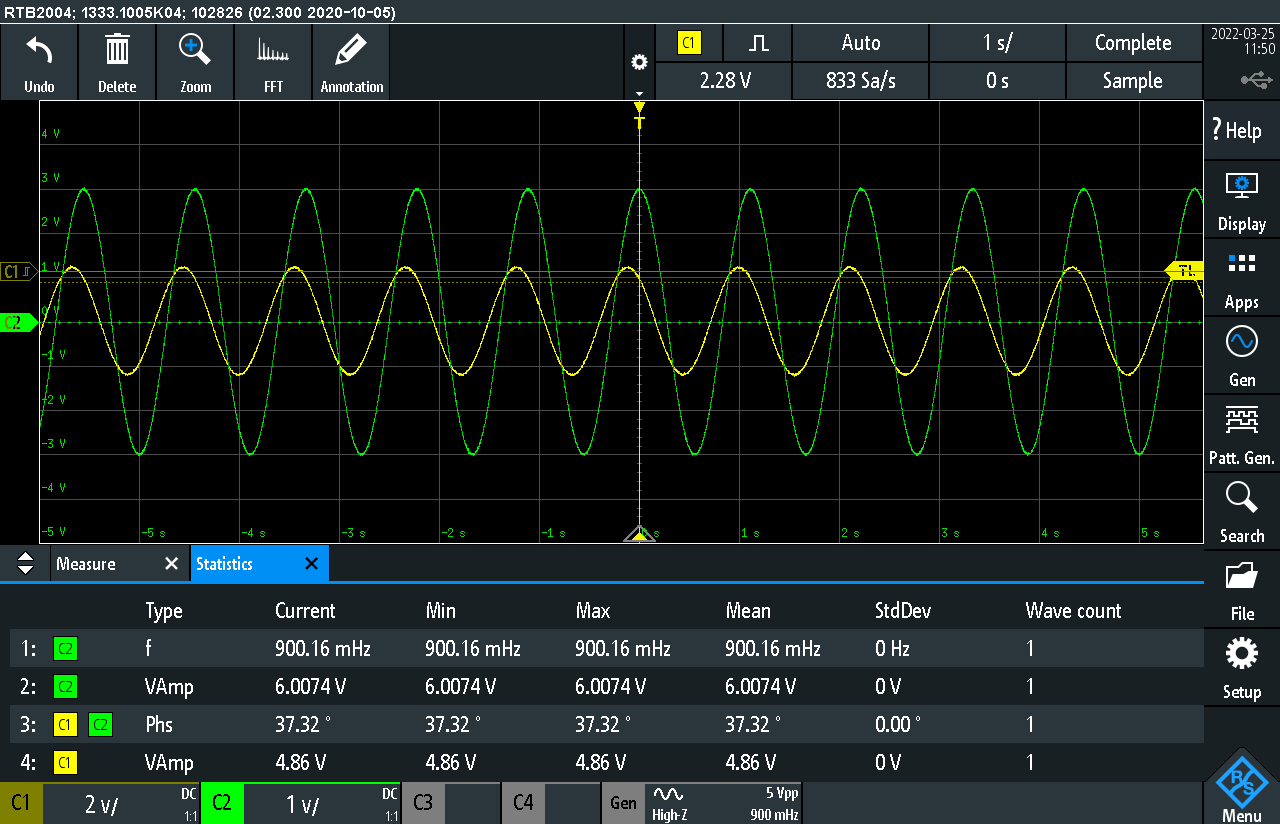 RTB2004; 1333.1005K04; 102826 (02.300 2020-10-05)
Undo
Delete
Zoom
FFT
Annotation
C1
Auto
1 s/
Complete
2.28 V
833 Sa/s
0 s
Sample
2022-03-25
11:50
Help
Display
Apps
Gen
Patt. Gen.
Search
File
Setup
Menu
T
4 V
3 V
2 V
1 V
-1 V
-2 V
-3 V
-4 V
-5 V
C1
C2
TL
-5 s
-4 s
-3 s
-2 s
-1 s
1 s
2 s
3 s
4 s
5 s
Measure
Statistics
Type Current Min Max Mean StdDev Wave count
1: C2 f 900.16 mHz 900.16 mHz 900.16 mHz 900.16 mHz 0 Hz 1
2: C2 VAmp 6.0074 V 6.0074 V 6.0074 V 6.0074 V 0 V 1
3: C1 C2 Phs 37.32 ° 37.32 ° 37.32 ° 37.32 ° 0.00 ° 1
4: C1 VAmp 4.86 V 4.86 V 4.86 V 4.86 V 0 V 1
C1 2 V/ DC 1:1
C2 1 V/ DC 1:1
C3
C4
Gen High-Z 5 Vpp 900 mHz
R&S